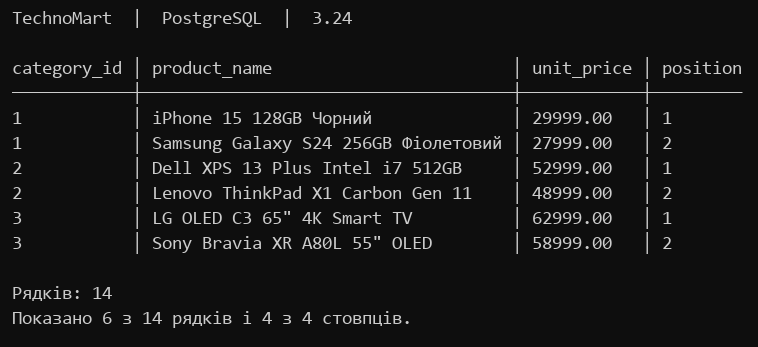 TechnoMart | PostgreSQL | 3.24
category_id | product_name | unit_price | position
1 | iPhone 15 128GB Чорний | 29999.00 | 1
1 | Samsung Galaxy S24 256GB Фіолетовий | 27999.00 | 2
2 | Dell XPS 13 Plus Intel i7 512GB | 52999.00 | 1
2 | Lenovo ThinkPad X1 Carbon Gen 11 | 48999.00 | 2
3 | LG OLED C3 65" 4K Smart TV | 62999.00 | 1
3 | Sony Bravia XR A80L 55" OLED | 58999.00 | 2
Рядків: 14
Показано 6 з 14 рядків і 4 з 4 стовпців.